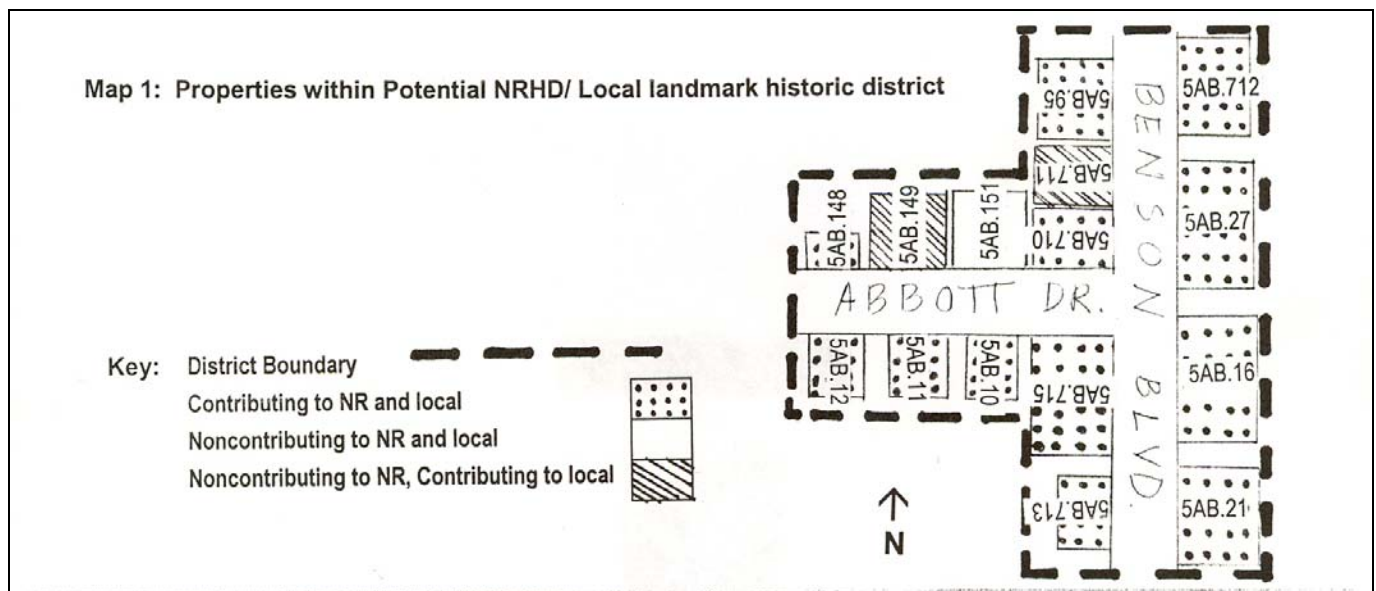 Map 1: Properties within Potential NRHD/ Local landmark historic district
5AB.95
5AB.712
5AB.711
5AB.148
5AB.149
5AB.151
5AB.710
5AB.27
BENSON BLVD.
ABBOTT DR.
Key: District Boundary
Contributing to NR and local
Noncontributing to NR and local
Noncontributing to NR, Contributing to local
5AB.12
5AB.11
5AB.10
5AB.715
5AB.16
5AB.713
5AB.21
N